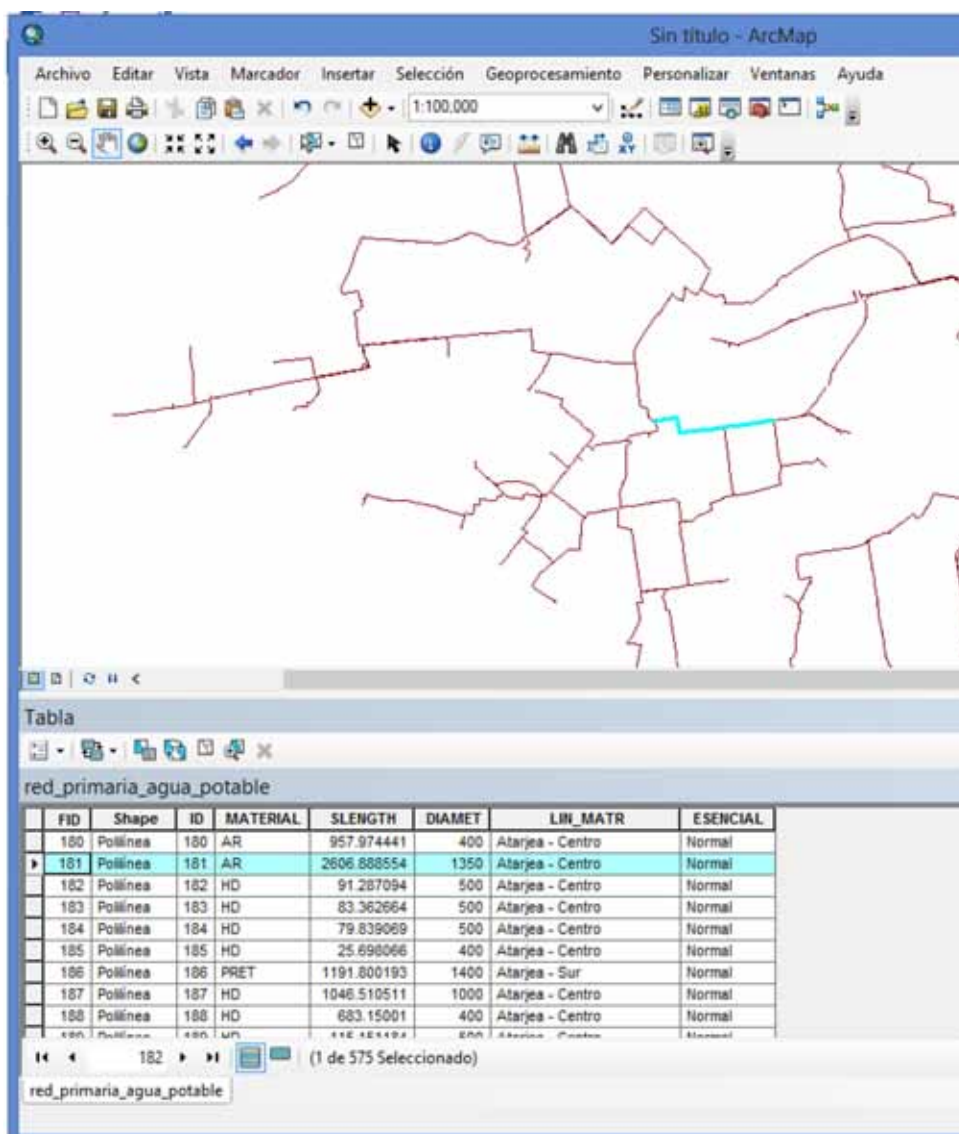 Sin título - ArcMap
Archivo Editar Vista Marcador Insertar Selección Geoprocesamiento Personalizar Ventanas Ayuda
1:100,000
Tabla
red_primaria_agua_potable
FID Shape ID MATERIAL SLENGTH DIAMET LIN_MATR ESENCIAL
180 Polilínea 180 AR 957.974441 400 Atarjea - Centro Normal
181 Polilínea 181 AR 2606.888554 1350 Atarjea - Centro Normal
182 Polilínea 182 HD 91.287094 500 Atarjea - Centro Normal
183 Polilínea 183 HD 83.362664 500 Atarjea - Centro Normal
184 Polilínea 184 HD 79.839069 500 Atarjea - Centro Normal
185 Polilínea 185 HD 25.698066 400 Atarjea - Centro Normal
186 Polilínea 186 PRET 1191.800193 1400 Atarjea - Sur Normal
187 Polilínea 187 HD 1046.510511 1000 Atarjea - Centro Normal
188 Polilínea 188 HD 683.15001 400 Atarjea - Centro Normal
182 (1 de 575 Seleccionado)
red_primaria_agua_potable